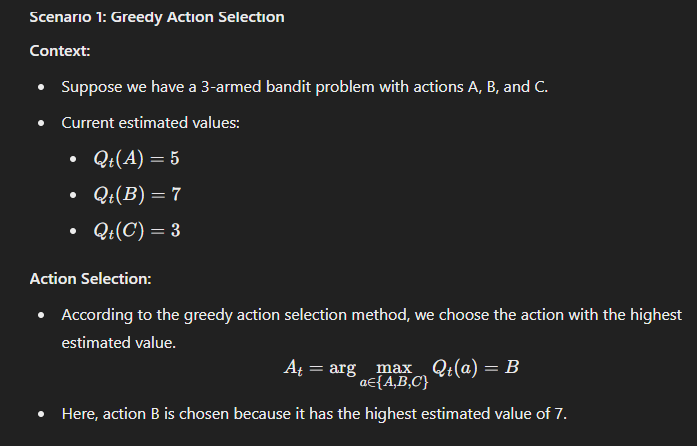 Scenario 1: Greedy Action Selection
Context:
• Suppose we have a 3-armed bandit problem with actions A, B, and C.
• Current estimated values:
• Qₜ(A) = 5
• Qₜ(B) = 7
• Qₜ(C) = 3
Action Selection:
• According to the greedy action selection method, we choose the action with the highest
estimated value.
Aₜ = arg max_{a∈{A,B,C}} Qₜ(a) = B
• Here, action B is chosen because it has the highest estimated value of 7.